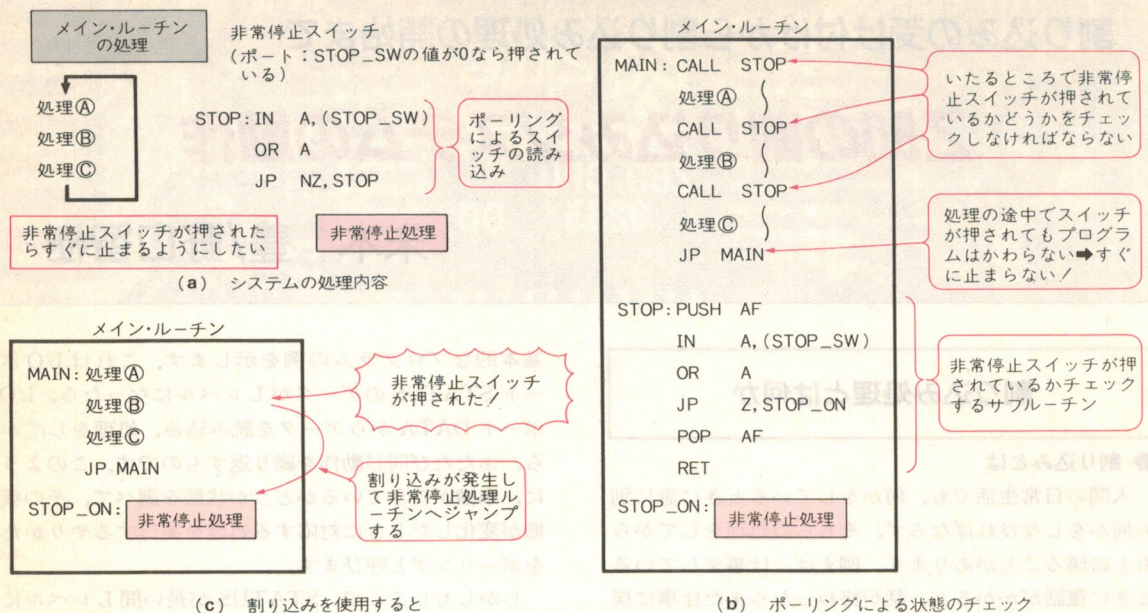 メイン・ルーチン
の処理
処理Ⓐ
処理Ⓑ
処理Ⓒ
非常停止スイッチ
(ポート：STOP_SWの値が0なら押されて
いる)
STOP: IN A,(STOP_SW)
OR A
JP NZ,STOP
ポーリング
によるスイ
ッチの読み
込み
非常停止スイッチが押された
らすぐに止まるようにしたい
非常停止処理
(a) システムの処理内容
メイン・ルーチン
MAIN: 処理Ⓐ
処理Ⓑ
処理Ⓒ
JP MAIN
STOP_ON: 非常停止処理
非常停止スイッチ
が押された！
割り込みが発生し
て非常停止処理ル
ーチンへジャンプ
する
(c) 割り込みを使用すると
メイン・ルーチン
MAIN: CALL STOP
処理Ⓐ
CALL STOP
処理Ⓑ
CALL STOP
処理Ⓒ
JP MAIN
いたるところで非常停
止スイッチが押されて
いるかどうかをチェッ
クしなければならない
処理の途中でスイッチ
が押されてもプログラ
ムはかわらない➡すぐ
に止まらない！
STOP: PUSH AF
IN A,(STOP_SW)
OR A
JP Z,STOP_ON
POP AF
RET
STOP_ON: 非常停止処理
非常停止スイッチが押
されているかチェック
するサブルーチン
(b) ポーリングによる状態のチェック